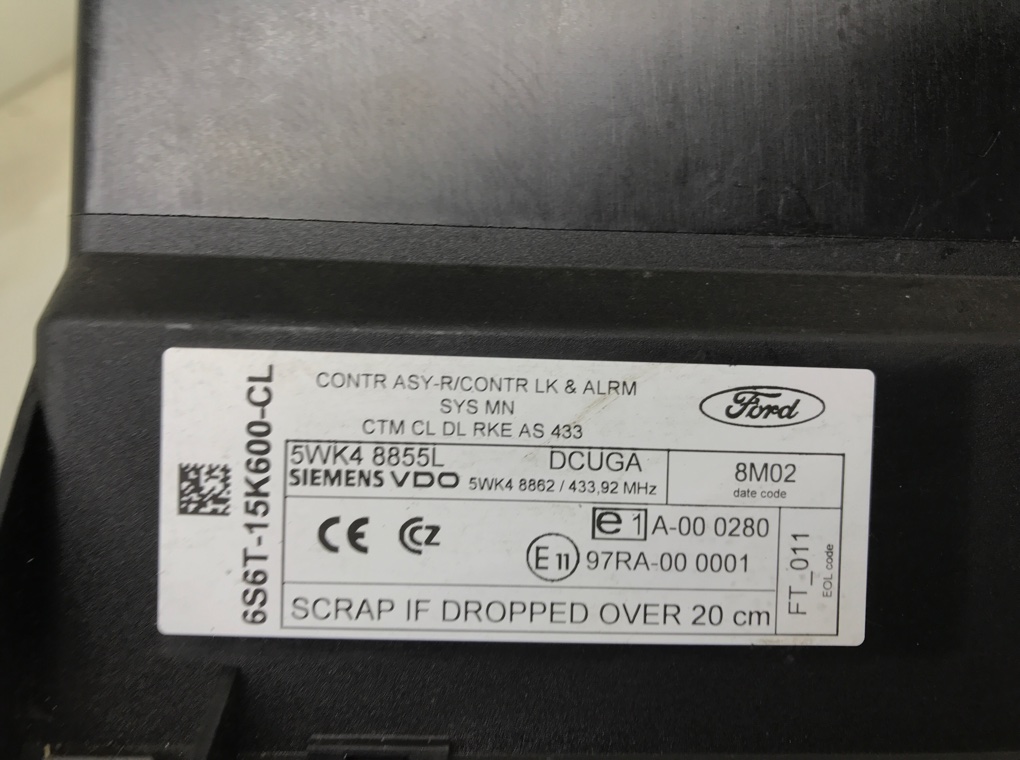 6S6T-15K600-CL
CONTR ASY-R/CONTR LK & ALRM
SYS MN
CTM CL DL RKE AS 433
Ford
5WK4 8855L DCUGA
SIEMENS VDO 5WK4 8862 / 433,92 MHz
8M02
date code
CE CZ
e1 A-00 0280
E11 97RA-00 0001
FT_011
EOL code
SCRAP IF DROPPED OVER 20 cm